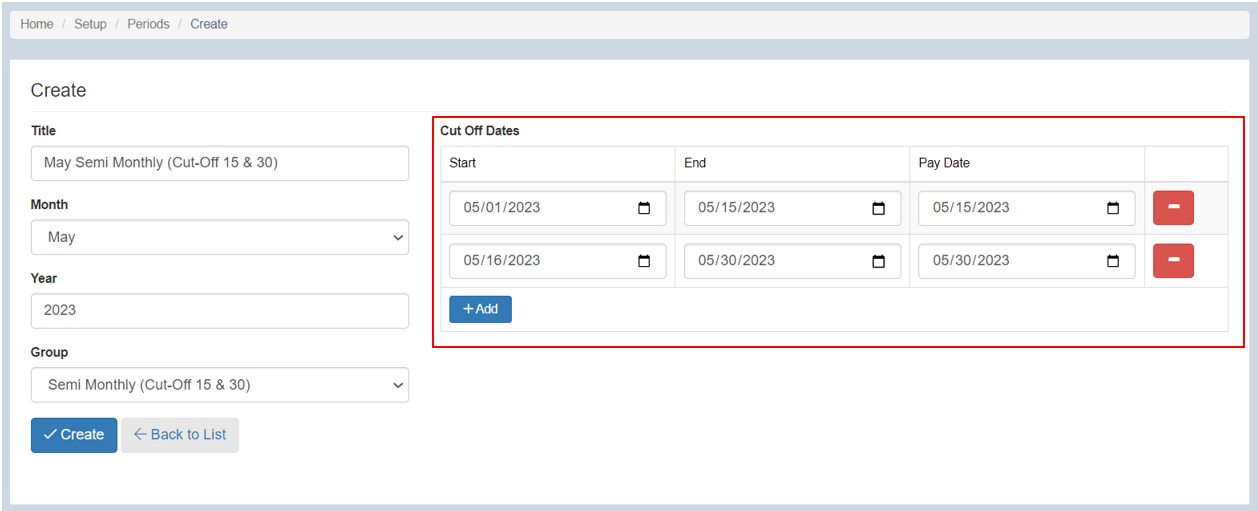 Home / Setup / Periods / Create
Create
Title
May Semi Monthly (Cut-Off 15 & 30)
Month
May
Year
2023
Group
Semi Monthly (Cut-Off 15 & 30)
Create
Back to List
Cut Off Dates
Start End Pay Date
05/01/2023 05/15/2023 05/15/2023
05/16/2023 05/30/2023 05/30/2023
+Add